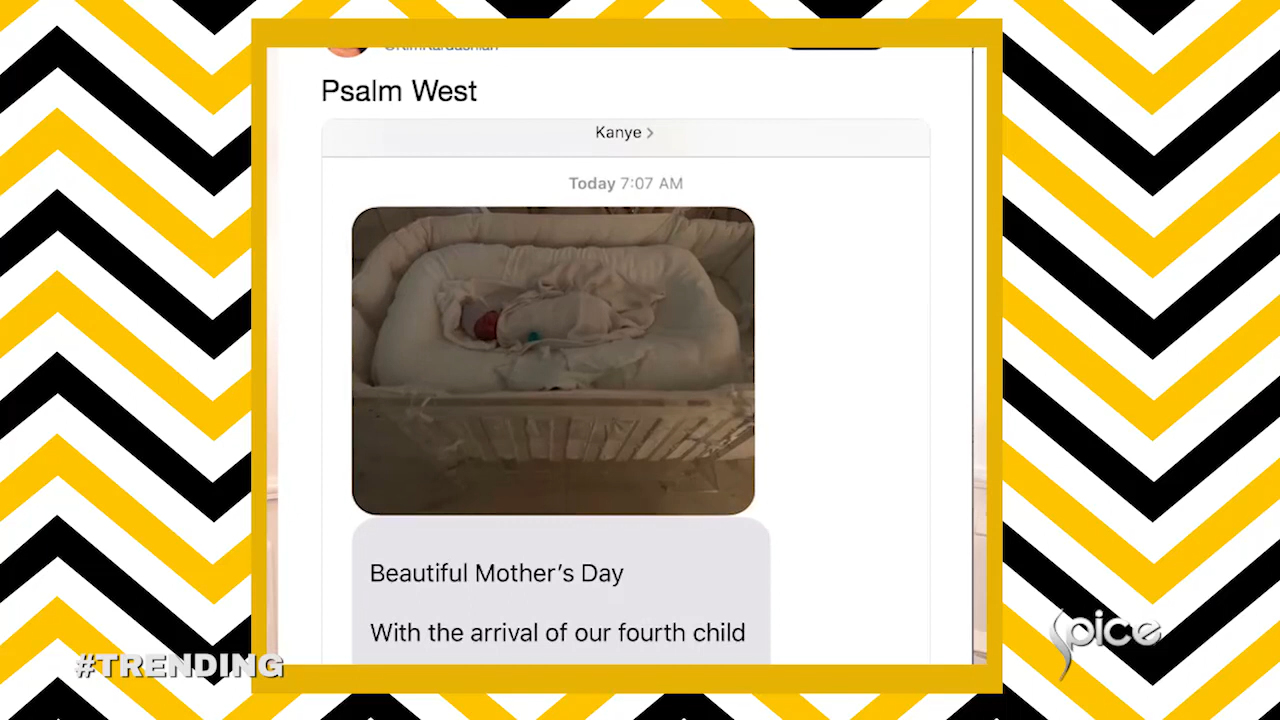 @KimKardashian
Psalm West
Kanye >
Today 7:07 AM
Beautiful Mother's Day
With the arrival of our fourth child
#TRENDING
Spice